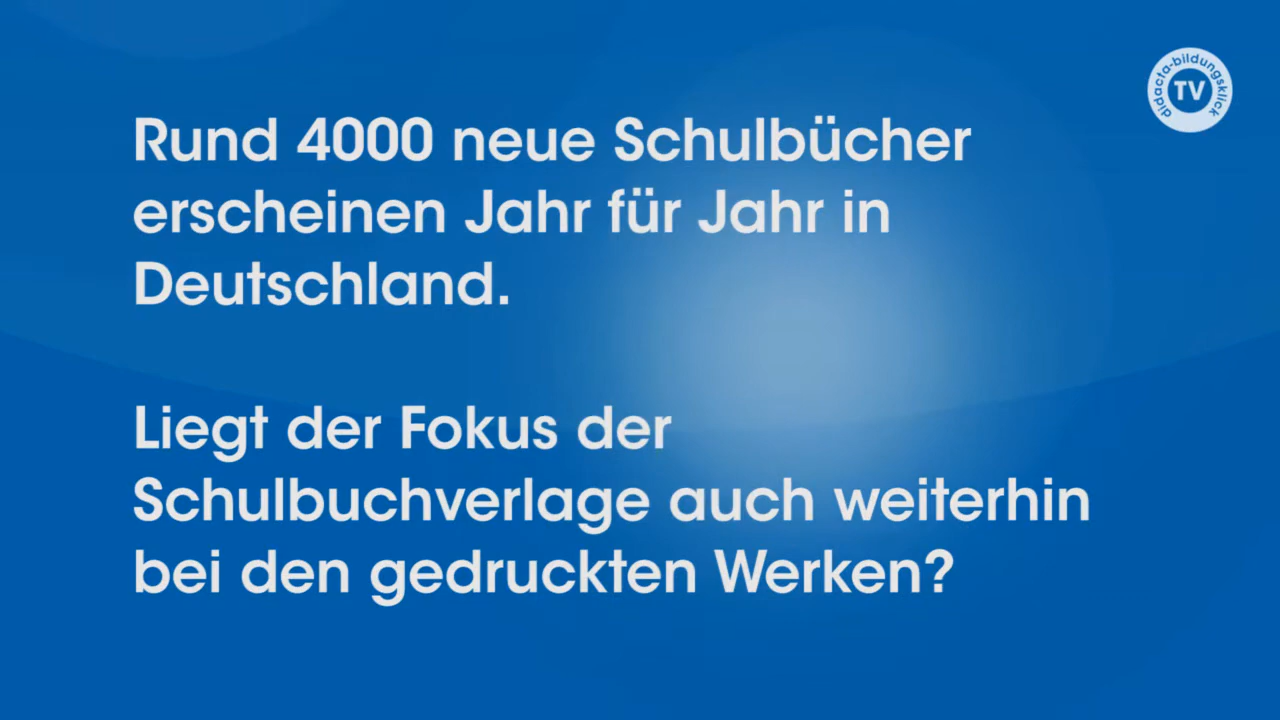 didacta-bildungsklick
TV
Rund 4000 neue Schulbücher
erscheinen Jahr für Jahr in
Deutschland.
Liegt der Fokus der
Schulbuchverlage auch weiterhin
bei den gedruckten Werken?